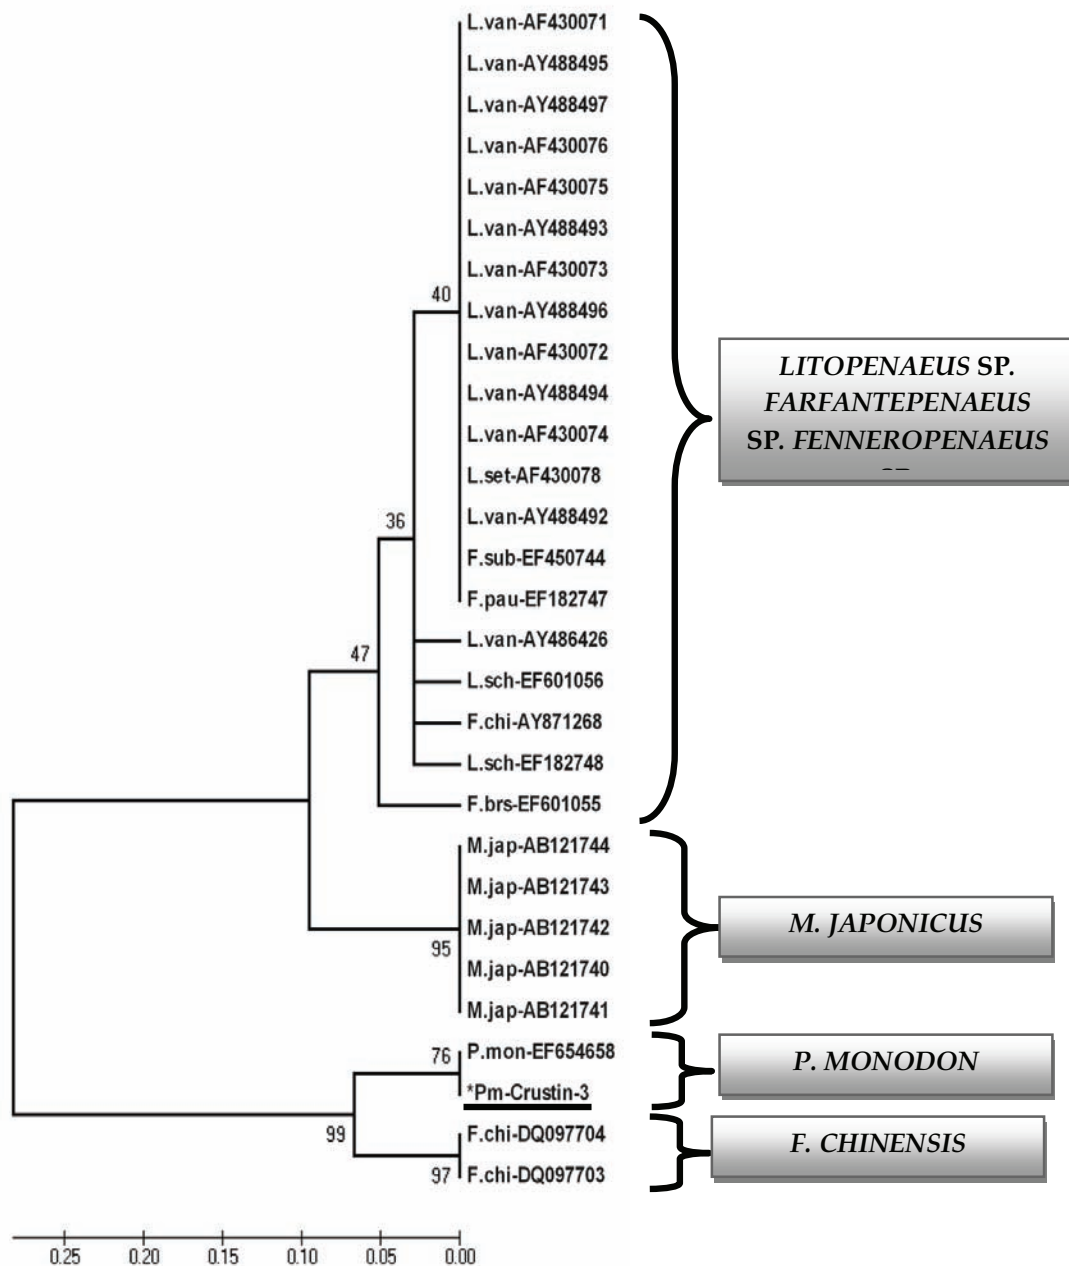 L.van-AF430071
L.van-AY488495
L.van-AY488497
L.van-AF430076
L.van-AF430075
L.van-AY488493
L.van-AF430073
40
L.van-AY488496
L.van-AF430072
L.van-AY488494
L.van-AF430074
L.set-AF430078
36
L.van-AY488492
F.sub-EF450744
F.pau-EF182747
L.van-AY486426
47
L.sch-EF601056
F.chi-AY871268
L.sch-EF182748
F.brs-EF601055
LITOPENAEUS SP.
FARFANTEPENAEUS
SP. FENNEROPENAEUS
M.jap-AB121744
M.jap-AB121743
M.jap-AB121742
95
M.jap-AB121740
M.jap-AB121741
M. JAPONICUS
76
P.mon-EF654658
*Pm-Crustin-3
P. MONODON
99
F.chi-DQ097704
97
F.chi-DQ097703
F. CHINENSIS
0.25 0.20 0.15 0.10 0.05 0.00